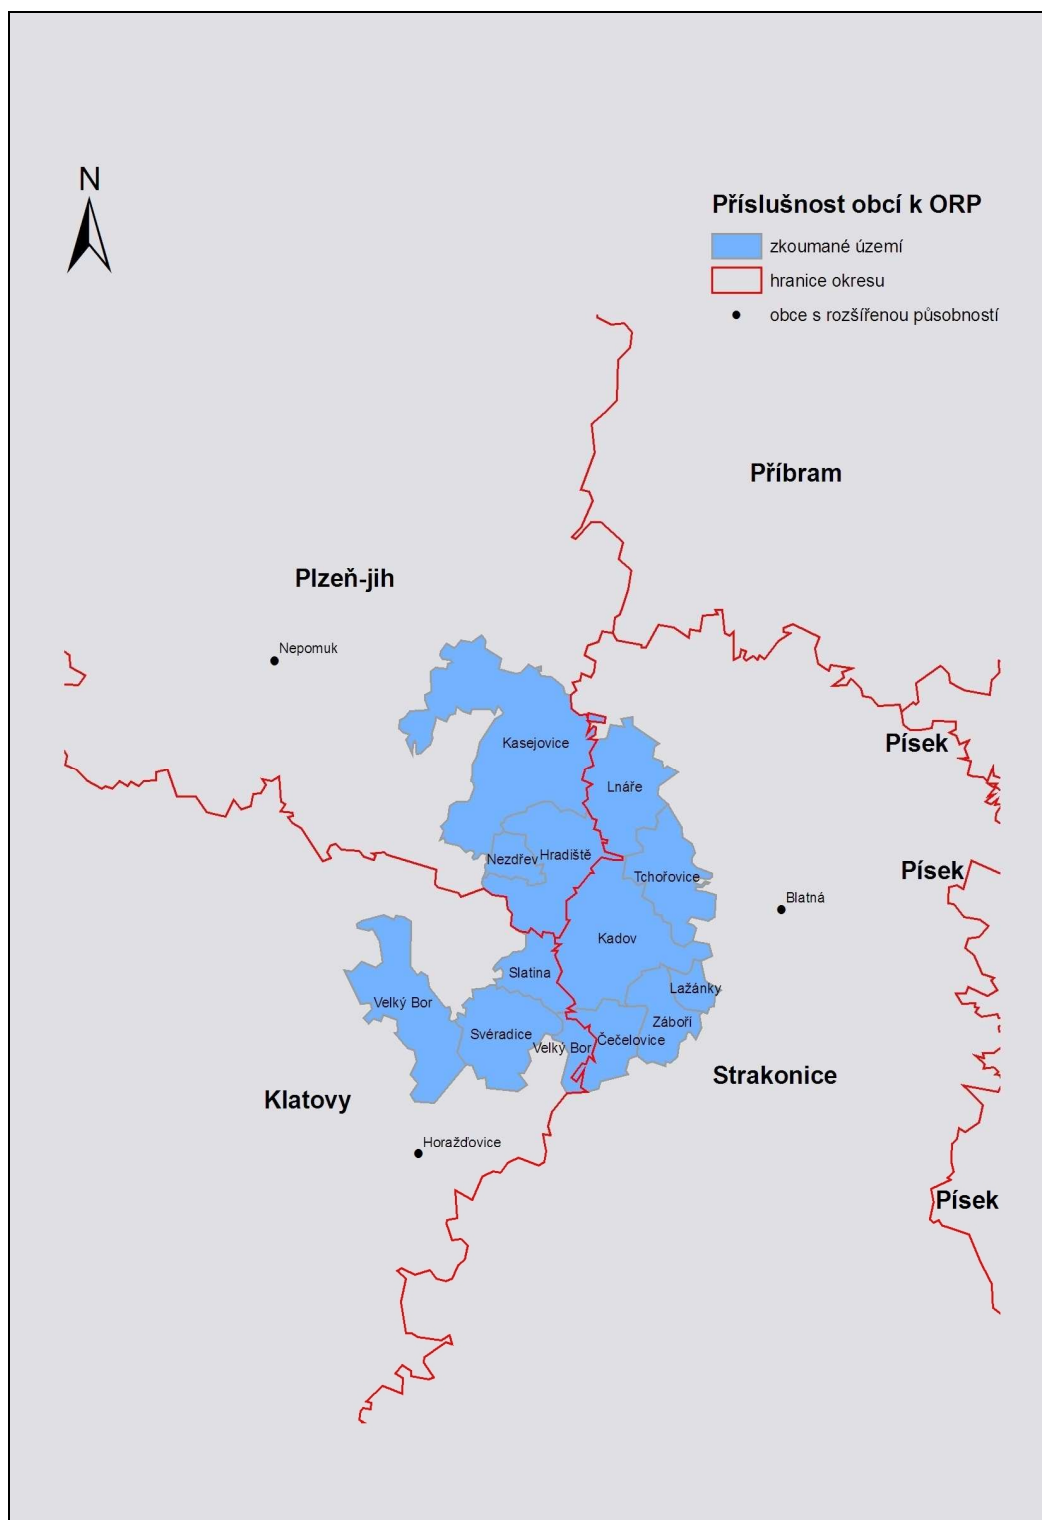 N
Příslušnost obcí k ORP
zkoumané území
hranice okresu
obce s rozšířenou působností
Příbram
Plzeň-jih
Nepomuk
Kasejovice
Písek
Lnáře
Nezdřev
Hradiště
Tchořovice
Písek
Blatná
Kadov
Slatina
Lažánky
Velký Bor
Záboří
Svéradice
Velký Bor
Čečelovice
Strakonice
Klatovy
Horažďovice
Písek